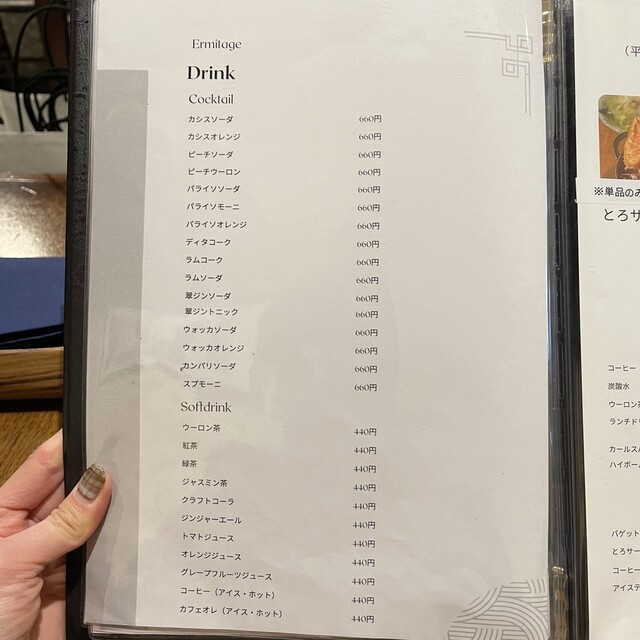 Ermitage
Drink
Cocktail
カシスソーダ 660円
カシスオレンジ 660円
ピーチソーダ 660円
ピーチウーロン 660円
パライソソーダ 660円
パライソモーニ 660円
パライソオレンジ 660円
ディタコーク 660円
ラムコーク 660円
ラムソーダ 660円
翠ジンソーダ 660円
翠ジントニック 660円
ウォッカソーダ 660円
ウォッカオレンジ 660円
カンパリソーダ 660円
スプモーニ 660円
Softdrink
ウーロン茶 440円
紅茶 440円
緑茶 440円
ジャスミン茶 440円
クラフトコーラ 440円
ジンジャーエール 440円
トマトジュース 440円
オレンジジュース 440円
グレープフルーツジュース 440円
コーヒー（アイス・ホット） 440円
カフェオレ（アイス・ホット） 440円
（平
※単品のみ
とろサ
コーヒー
炭酸水
ウーロン茶
ランチドリ
カールス
ハイボー
バゲット
とろサー
コーヒー
アイス